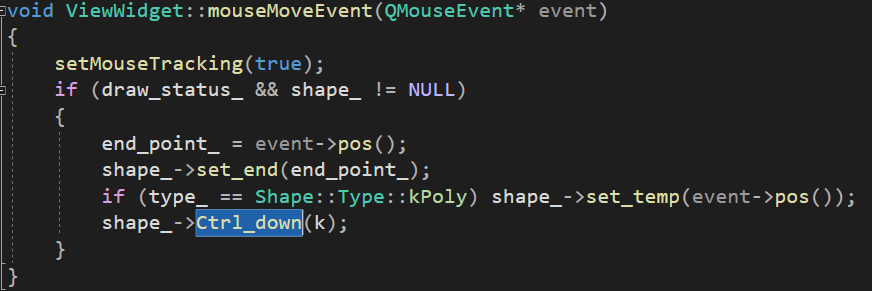 void ViewWidget::mouseMoveEvent(QMouseEvent* event)
{
setMouseTracking(true);
if (draw_status_ && shape_ != NULL)
{
end_point_ = event->pos();
shape_->set_end(end_point_);
if (type_ == Shape::Type::kPoly) shape_->set_temp(event->pos());
shape_->Ctrl_down(k);
}
}